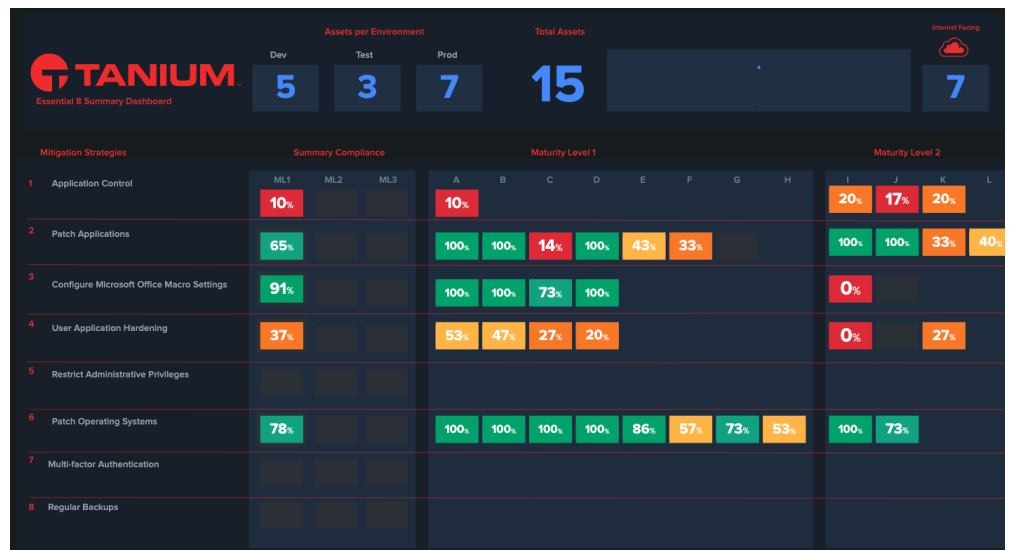 Assets per Environment Total Assets Internet Facing
Dev Test Prod
TANIUM
5 3 7 15 7
Essential 8 Summary Dashboard
Mitigation Strategies Summary Compliance Maturity Level 1 Maturity Level 2
ML1 ML2 ML3 A B C D E F G H I J K L
1 Application Control 10% 10% 20% 17% 20%
2 Patch Applications 65% 100% 100% 14% 100% 43% 33% 100% 100% 33% 40%
3 Configure Microsoft Office Macro Settings 91% 100% 100% 73% 100% 0%
4 User Application Hardening 37% 53% 47% 27% 20% 0% 27%
5 Restrict Administrative Privileges
6 Patch Operating Systems 78% 100% 100% 100% 100% 86% 57% 73% 53% 100% 73%
7 Multi-factor Authentication
8 Regular Backups